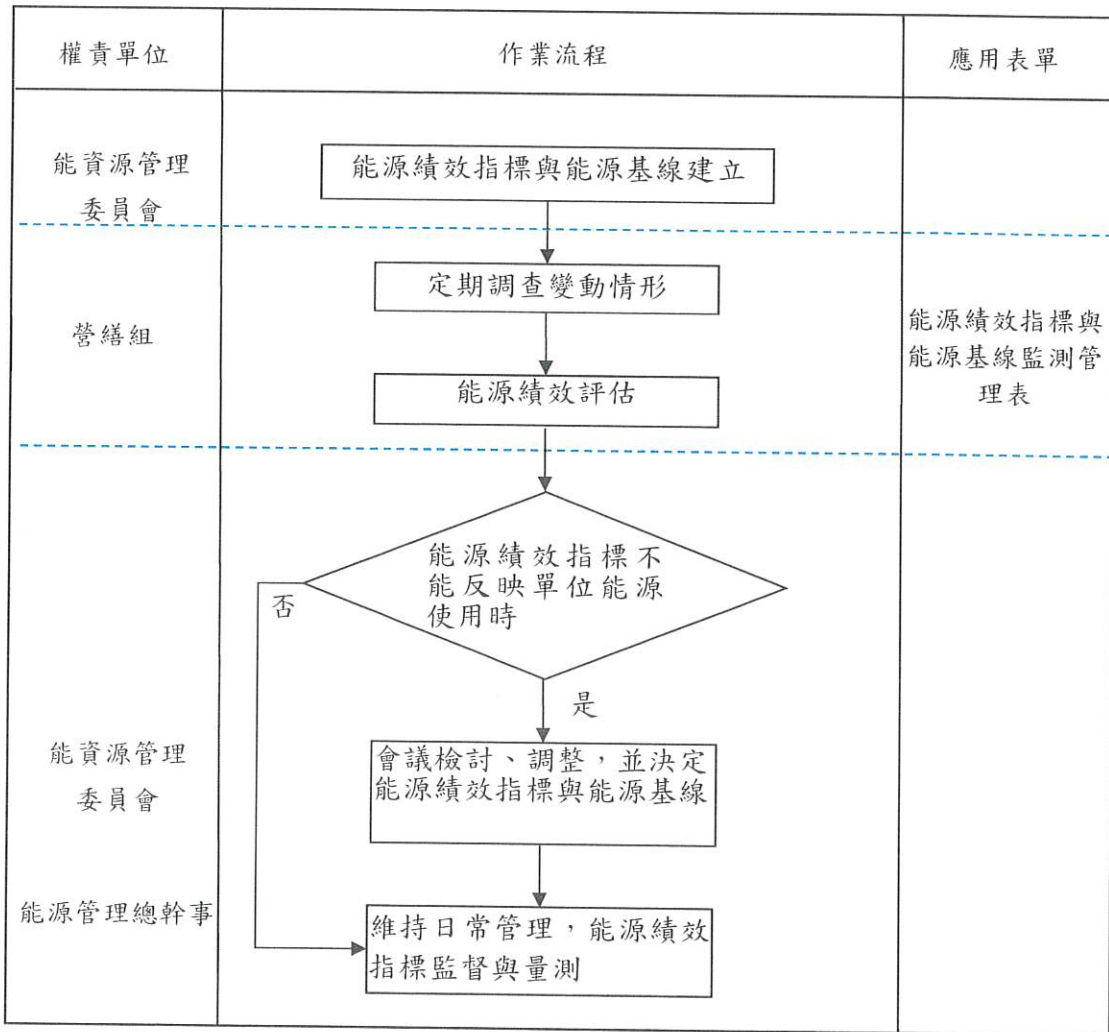 權責單位
作業流程
應用表單
能資源管理
委員會
能源績效指標與能源基線建立
營繕組
定期調查變動情形
能源績效評估
能源績效指標與
能源基線監測管
理表
能源績效指標不
能反映單位能源
使用時
否
是
能資源管理
委員會
會議檢討、調整，並決定
能源績效指標與能源基線
能源管理總幹事
維持日常管理，能源績效
指標監督與量測